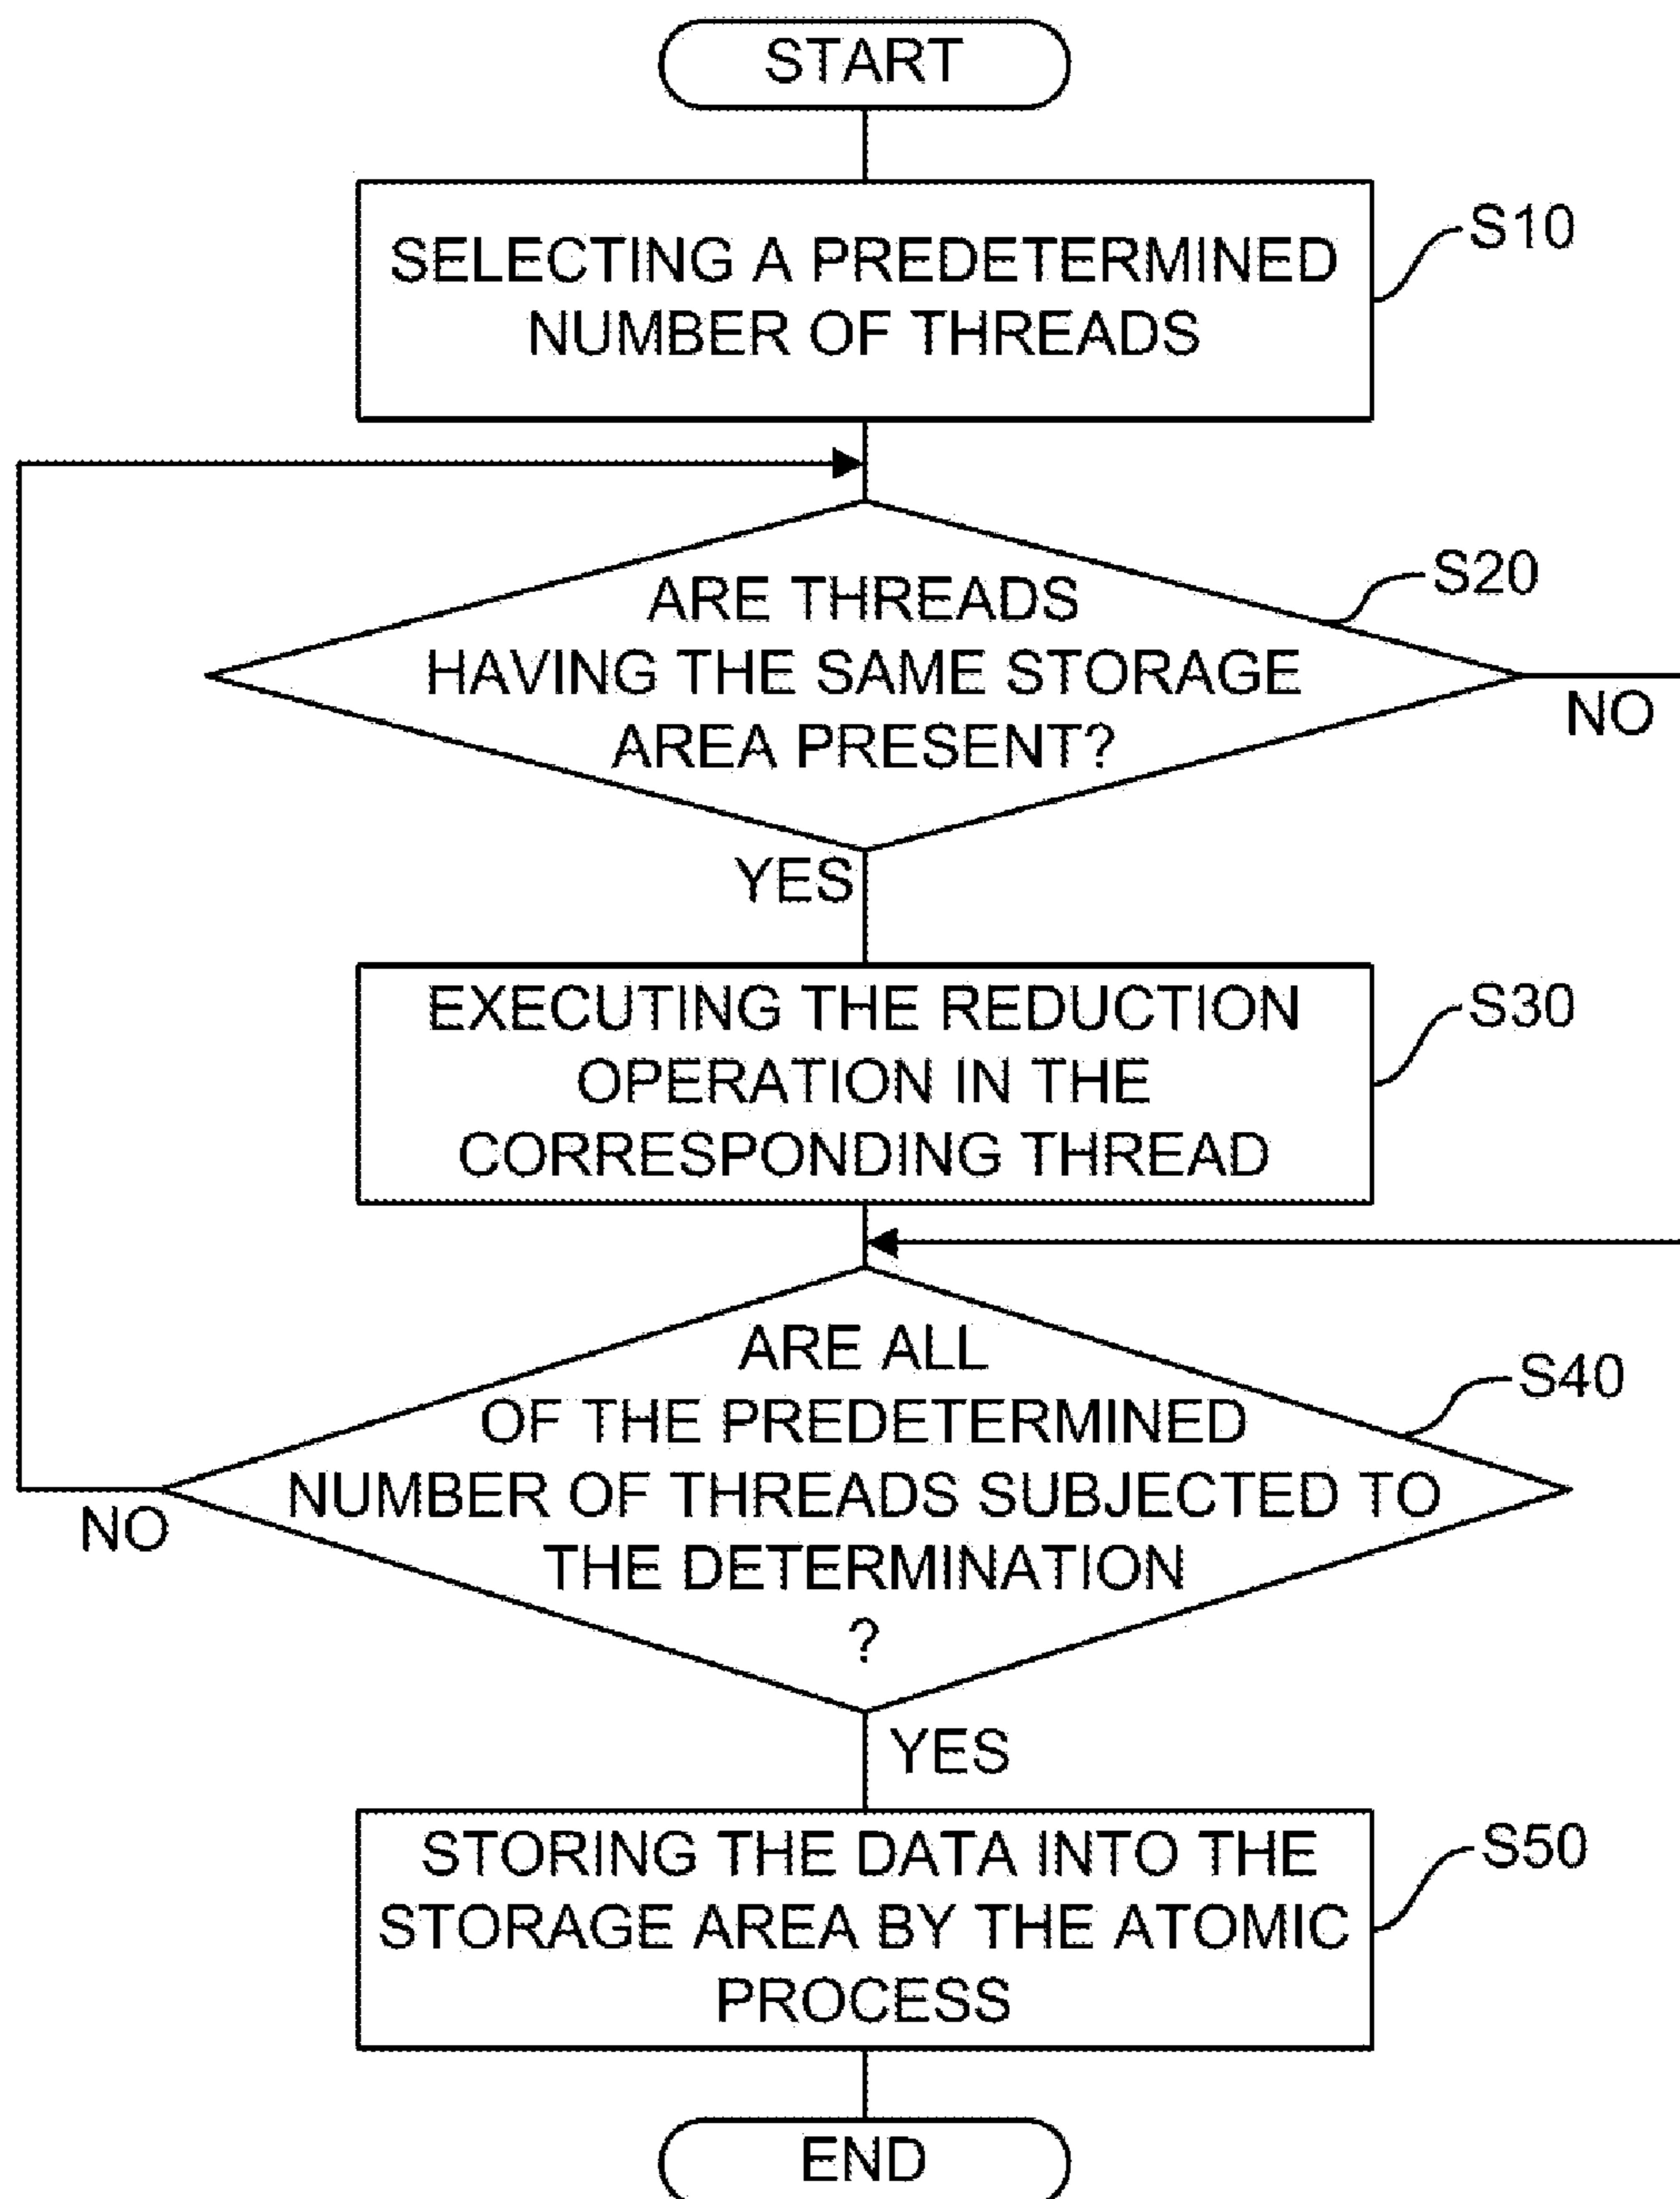 START
SELECTING A PREDETERMINED
NUMBER OF THREADS
S10
ARE THREADS
HAVING THE SAME STORAGE
AREA PRESENT?
S20
NO
YES
EXECUTING THE REDUCTION
OPERATION IN THE
CORRESPONDING THREAD
S30
ARE ALL
OF THE PREDETERMINED
NUMBER OF THREADS SUBJECTED TO
THE DETERMINATION
?
S40
NO
YES
STORING THE DATA INTO THE
STORAGE AREA BY THE ATOMIC
PROCESS
S50
END